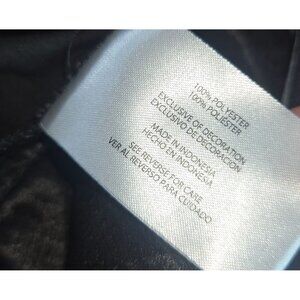 100% POLYESTER
100% POLIÉSTER
EXCLUSIVE OF DECORATION
EXCLUSIVO DE DECORACIÓN
MADE IN INDONESIA
HECHO EN INDONESIA
SEE REVERSE FOR CARE
VER AL REVERSO PARA CUIDADO